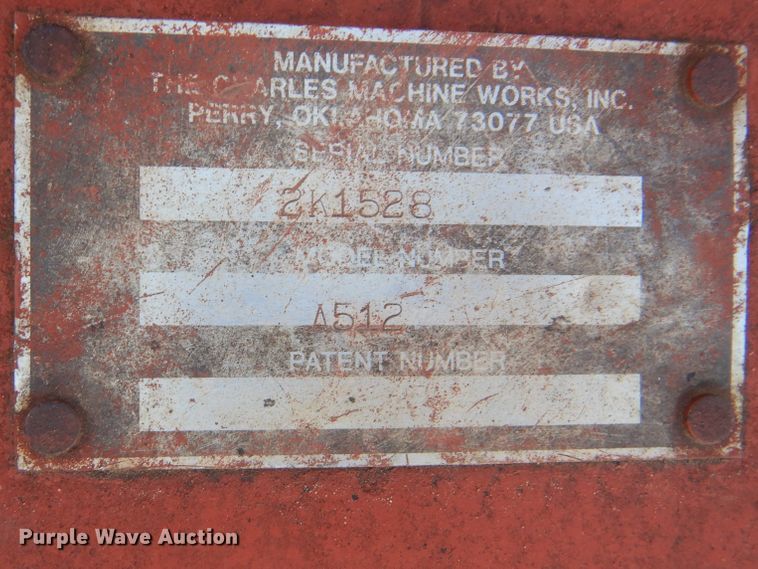 MANUFACTURED BY
THE CHARLES MACHINE WORKS, INC.
PERRY, OKLAHOMA 73077 USA
SERIAL NUMBER
2K1528
MODEL NUMBER
A512
PATENT NUMBER
Purple Wave Auction